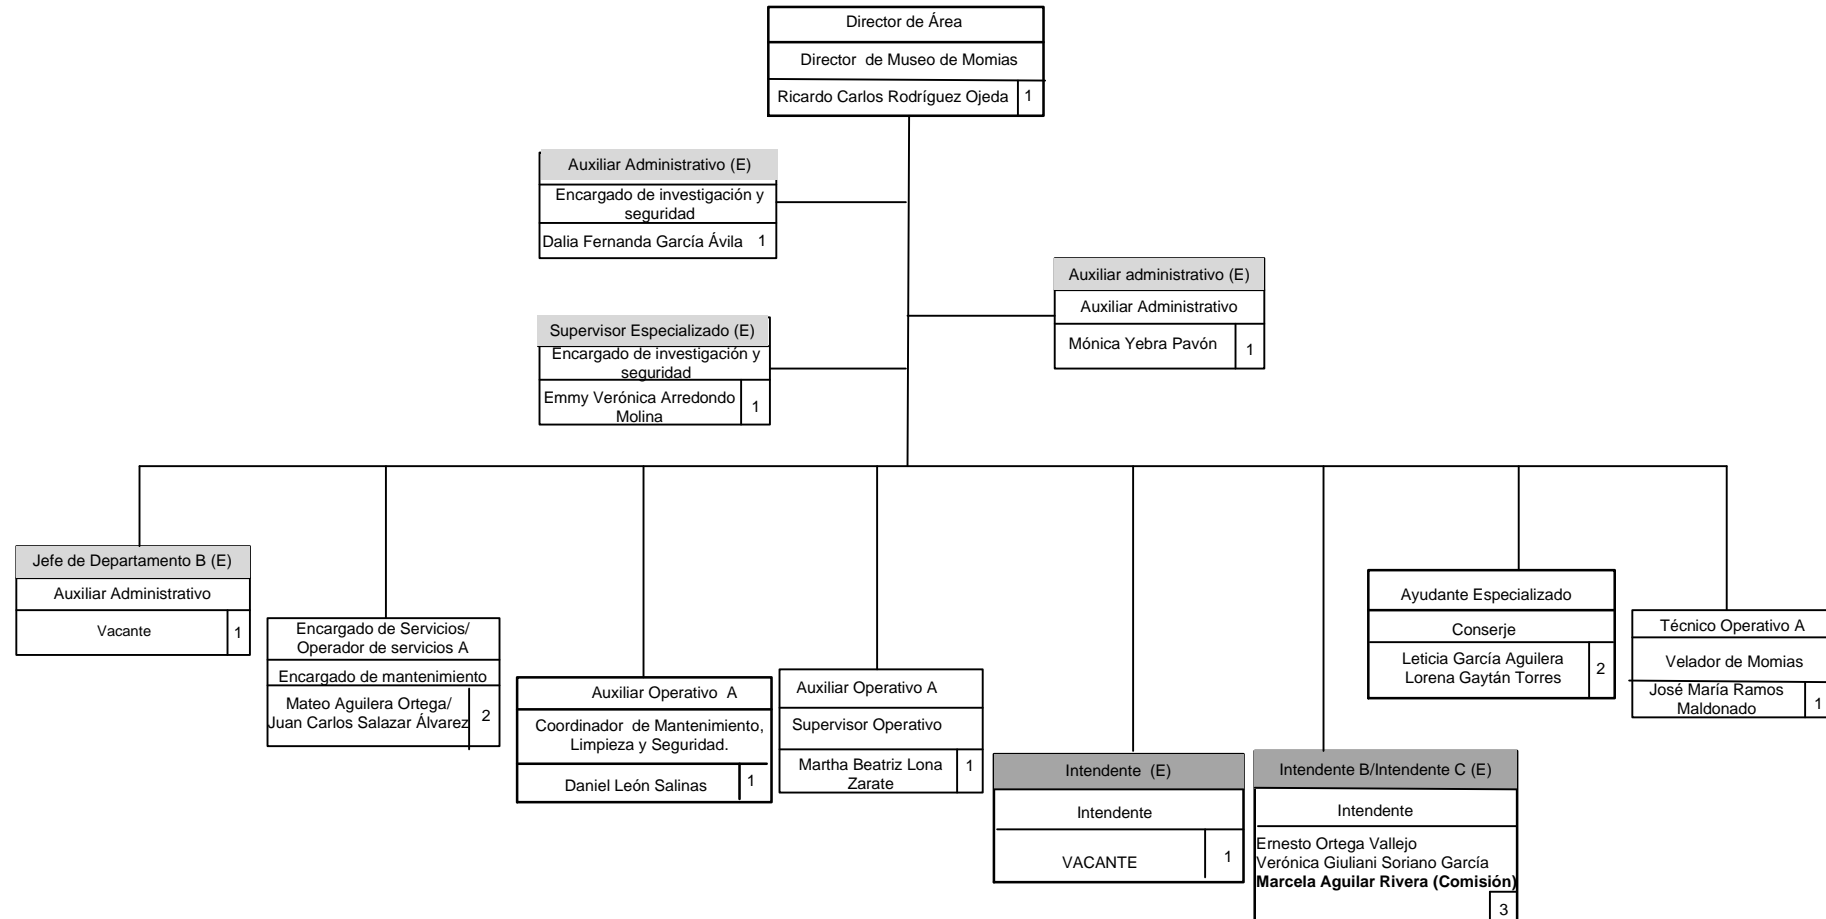 Director de Área
Director de Museo de Momias
Ricardo Carlos Rodríguez Ojeda 1
Auxiliar Administrativo (E)
Encargado de investigación y
seguridad
Dalia Fernanda García Ávila 1
Auxiliar administrativo (E)
Auxiliar Administrativo
Mónica Yebra Pavón 1
Supervisor Especializado (E)
Encargado de investigación y
seguridad
Emmy Verónica Arredondo
Molina
1
Jefe de Departamento B (E)
Auxiliar Administrativo
Vacante 1
Encargado de Servicios/
Operador de servicios A
Encargado de mantenimiento
Mateo Aguilera Ortega/
Juan Carlos Salazar Álvarez
2
Auxiliar Operativo A
Coordinador de Mantenimiento,
Limpieza y Seguridad.
Daniel León Salinas 1
Auxiliar Operativo A
Supervisor Operativo
Martha Beatriz Lona
Zarate
1
Intendente (E)
Intendente
VACANTE 1
Intendente B/Intendente C (E)
Intendente
Ernesto Ortega Vallejo
Verónica Giuliani Soriano García
Marcela Aguilar Rivera (Comisión)
3
Ayudante Especializado
Conserje
Leticia García Aguilera
Lorena Gaytán Torres
2
Técnico Operativo A
Velador de Momias
José María Ramos
Maldonado
1